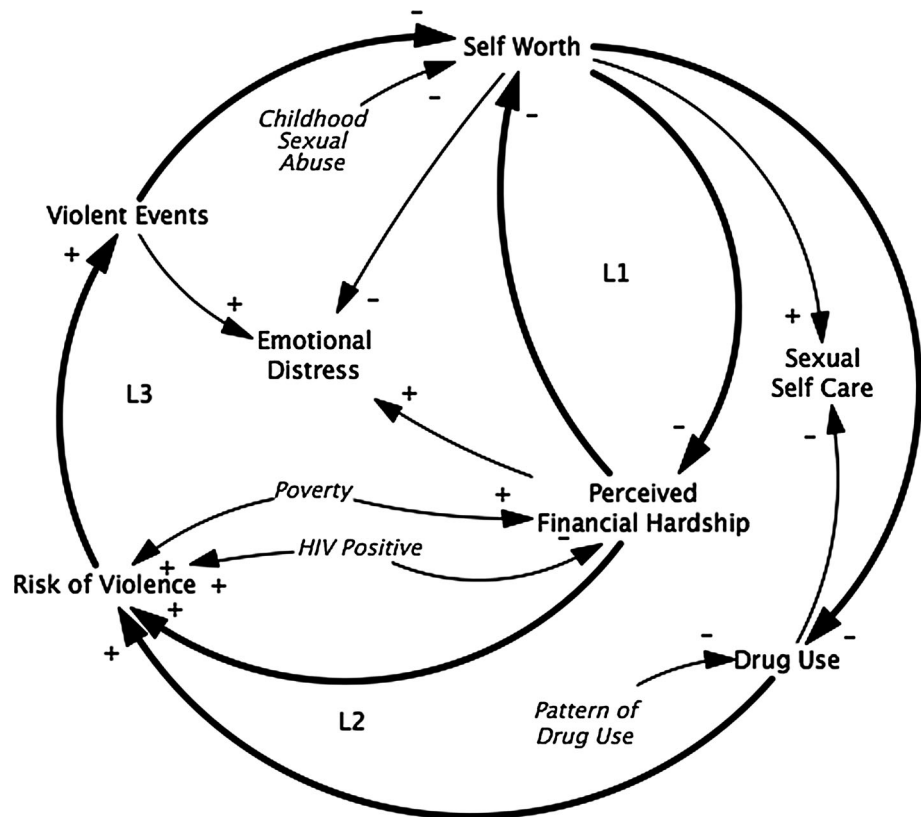 -
Self Worth
-
-
Childhood
Sexual
Abuse
Violent Events
+
+
-
L1
Emotional
Distress
+
Sexual
Self Care
L3
+
-
-
Poverty
+
Perceived
Financial Hardship
HIV Positive
-
+
+
Risk of Violence
+
+
-
-
Drug Use
L2
Pattern of
Drug Use